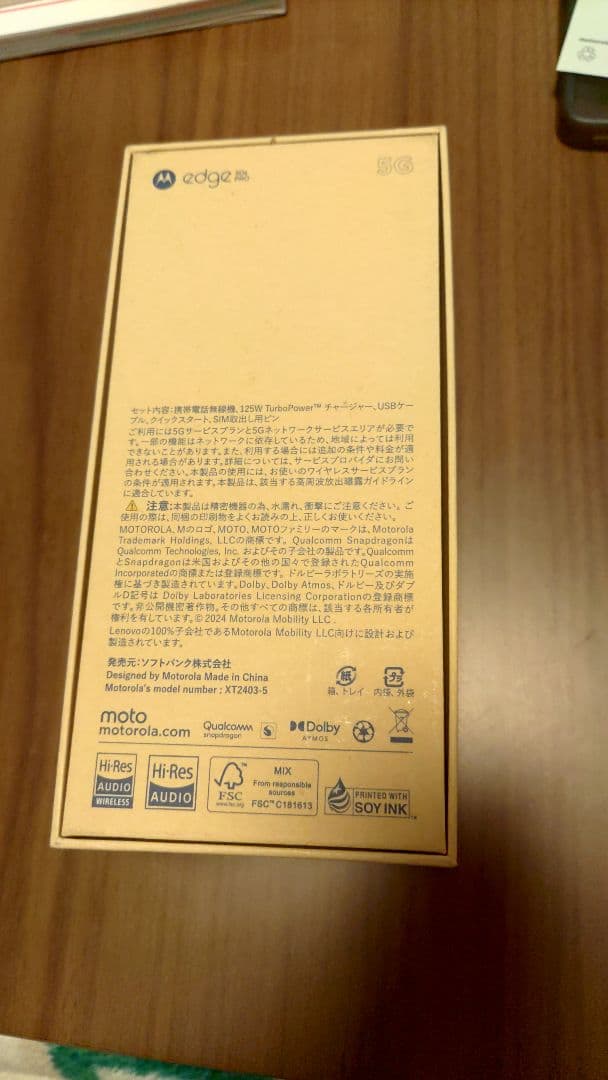 edge 50s PRO
5G
セット内容:携帯電話無線機、125W TurboPower™ チャージャー、USBケー
ブル、クイックスタート、SIM取出し用ピン
ご利用には5Gサービスプランと5Gネットワークサービスエリアが必要で
す。一部の機能はネットワークに依存しているため、地域によっては利用
できないことがあります。また、利用する場合には追加の条件や料金が適
用される場合があります。詳細については、サービスプロバイダにお問い
合わせください。本製品の使用には、お使いのワイヤレスサービスプラン
の条件が適用されます。本製品は、該当する高周波放出曝露ガイドライン
に適合しています。
注意:本製品は精密機器の為、水濡れ、衝撃にご注意ください。ご
使用の際は、同梱の印刷物をよくお読みの上、正しくお使いください。
MOTOROLA, Mのロゴ, MOTO, MOTOファミリーのマークは、Motorola
Trademark Holdings, LLCの商標です。 Qualcomm Snapdragonは
Qualcomm Technologies, Inc. およびその子会社の製品です。Qualcomm
とSnapdragonは米国およびその他の国々で登録されたQualcomm
Incorporatedの商標または登録商標です。ドルビーラボラトリーズの実施
権に基づき製造されています。Dolby、Dolby Atmos、ドルビー及びダブ
ルD記号は Dolby Laboratories Licensing Corporationの登録商標
です。非公開機密著作物。その他すべての商標は、該当する各所有者が
権利を有しています。© 2024 Motorola Mobility LLC .
Lenovoの100%子会社であるMotorola Mobility LLC向けに設計および
製造されています。
発売元:ソフトバンク株式会社
Designed by Motorola Made in China
Motorola's model number : XT2403-5
紙
箱、トレイ
プラ
内径、外袋
moto
motorola.com
Qualcomm
snapdragon
Dolby
ATMOS
Hi-Res
AUDIO
WIRELESS
Hi-Res
AUDIO
FSC
www.fsc.org
MIX
From responsible
sources
FSC™ C181613
PRINTED WITH
SOY INK™